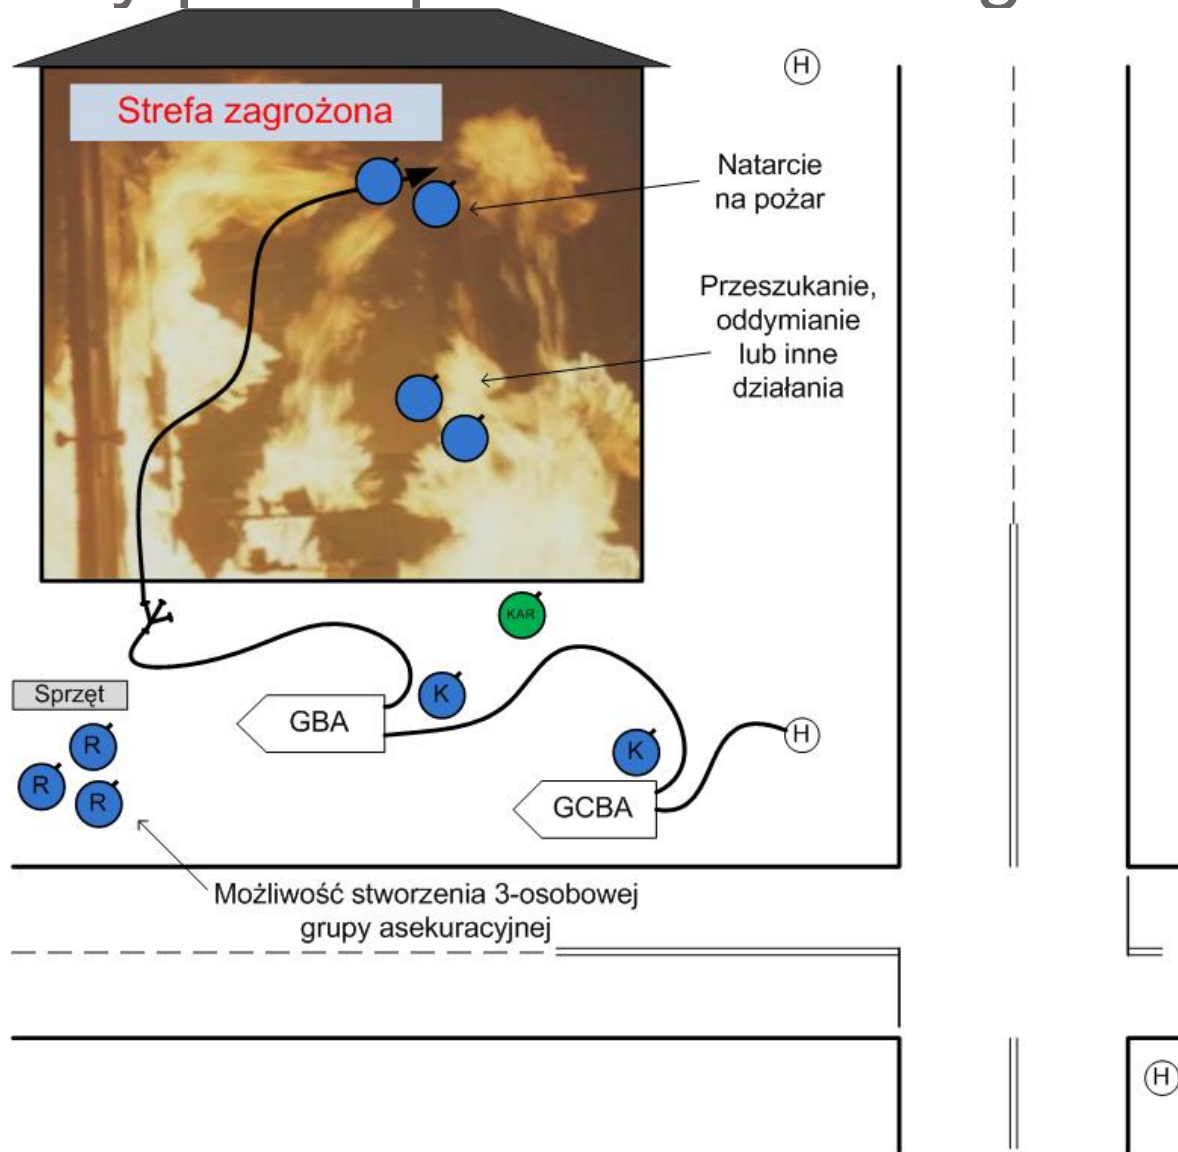 Strefa zagrożona
H
Natarcie
na pożar
Przeszukanie,
oddymianie
lub inne
działania
KAR
Sprzęt
K
GBA
R
R
R
K
H
GCBA
Możliwość stworzenia 3-osobowej
grupy asekuracyjnej
H